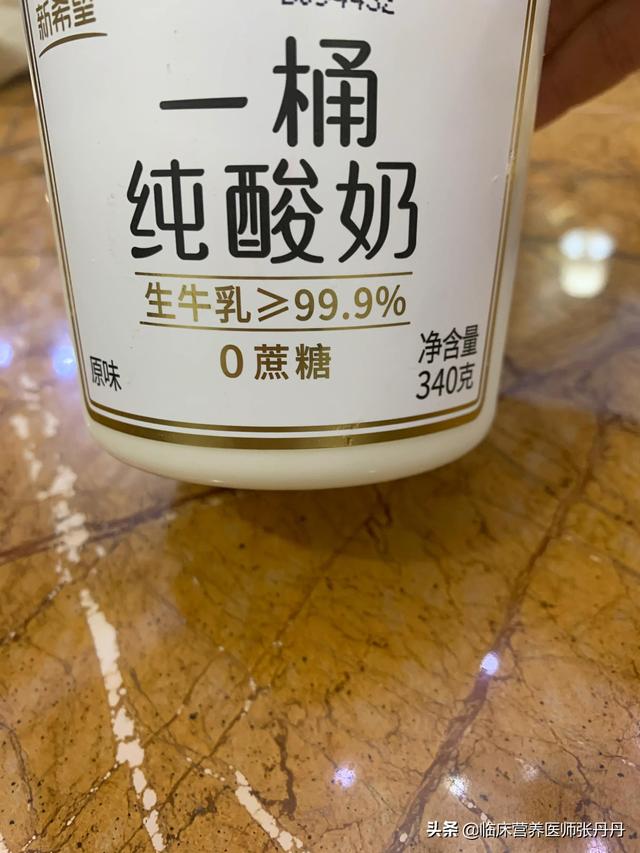 新希望
一桶
纯酸奶
生牛乳≥99.9%
0蔗糖
原味
净含量
340克
头条 @临床营养医师张丹丹